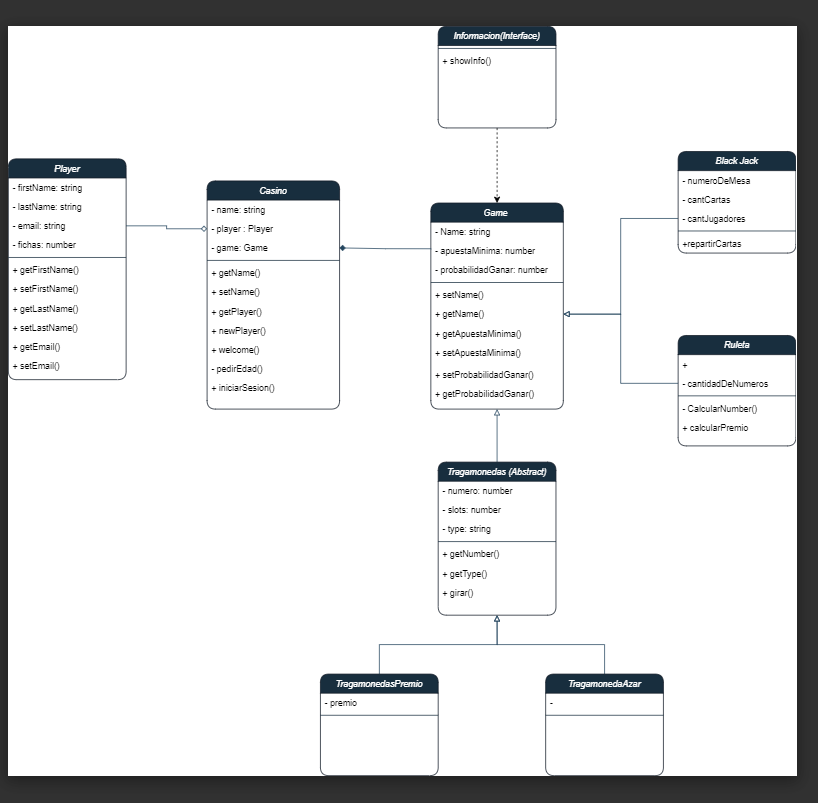 Informacion(Interface)
+ showInfo()
Player
- firstName: string
- lastName: string
- email: string
- fichas: number
+ getFirstName()
+ setFirstName()
+ getLastName()
+ setLastName()
+ getEmail()
+ setEmail()
Casino
- name: string
- player : Player
- game: Game
+ getName()
+ setName()
+ getPlayer()
+ newPlayer()
+ welcome()
- pedirEdad()
+ iniciarSesion()
Game
- Name: string
- apuestaMinima: number
- probabilidadGanar: number
+ setName()
+ getName()
+ getApuestaMinima()
+ setApuestaMinima()
+ setProbabilidadGanar()
+ getProbabilidadGanar()
Black Jack
- numeroDeMesa
- cantCartas
- cantJugadores
+repartirCartas
Ruleta
+
- cantidadDeNumeros
- CalcularNumber()
+ calcularPremio
Tragamonedas (Abstract)
- numero: number
- slots: number
- type: string
+ getNumber()
+ getType()
+ girar()
TragamonedasPremio
- premio
TragamonedaAzar
-